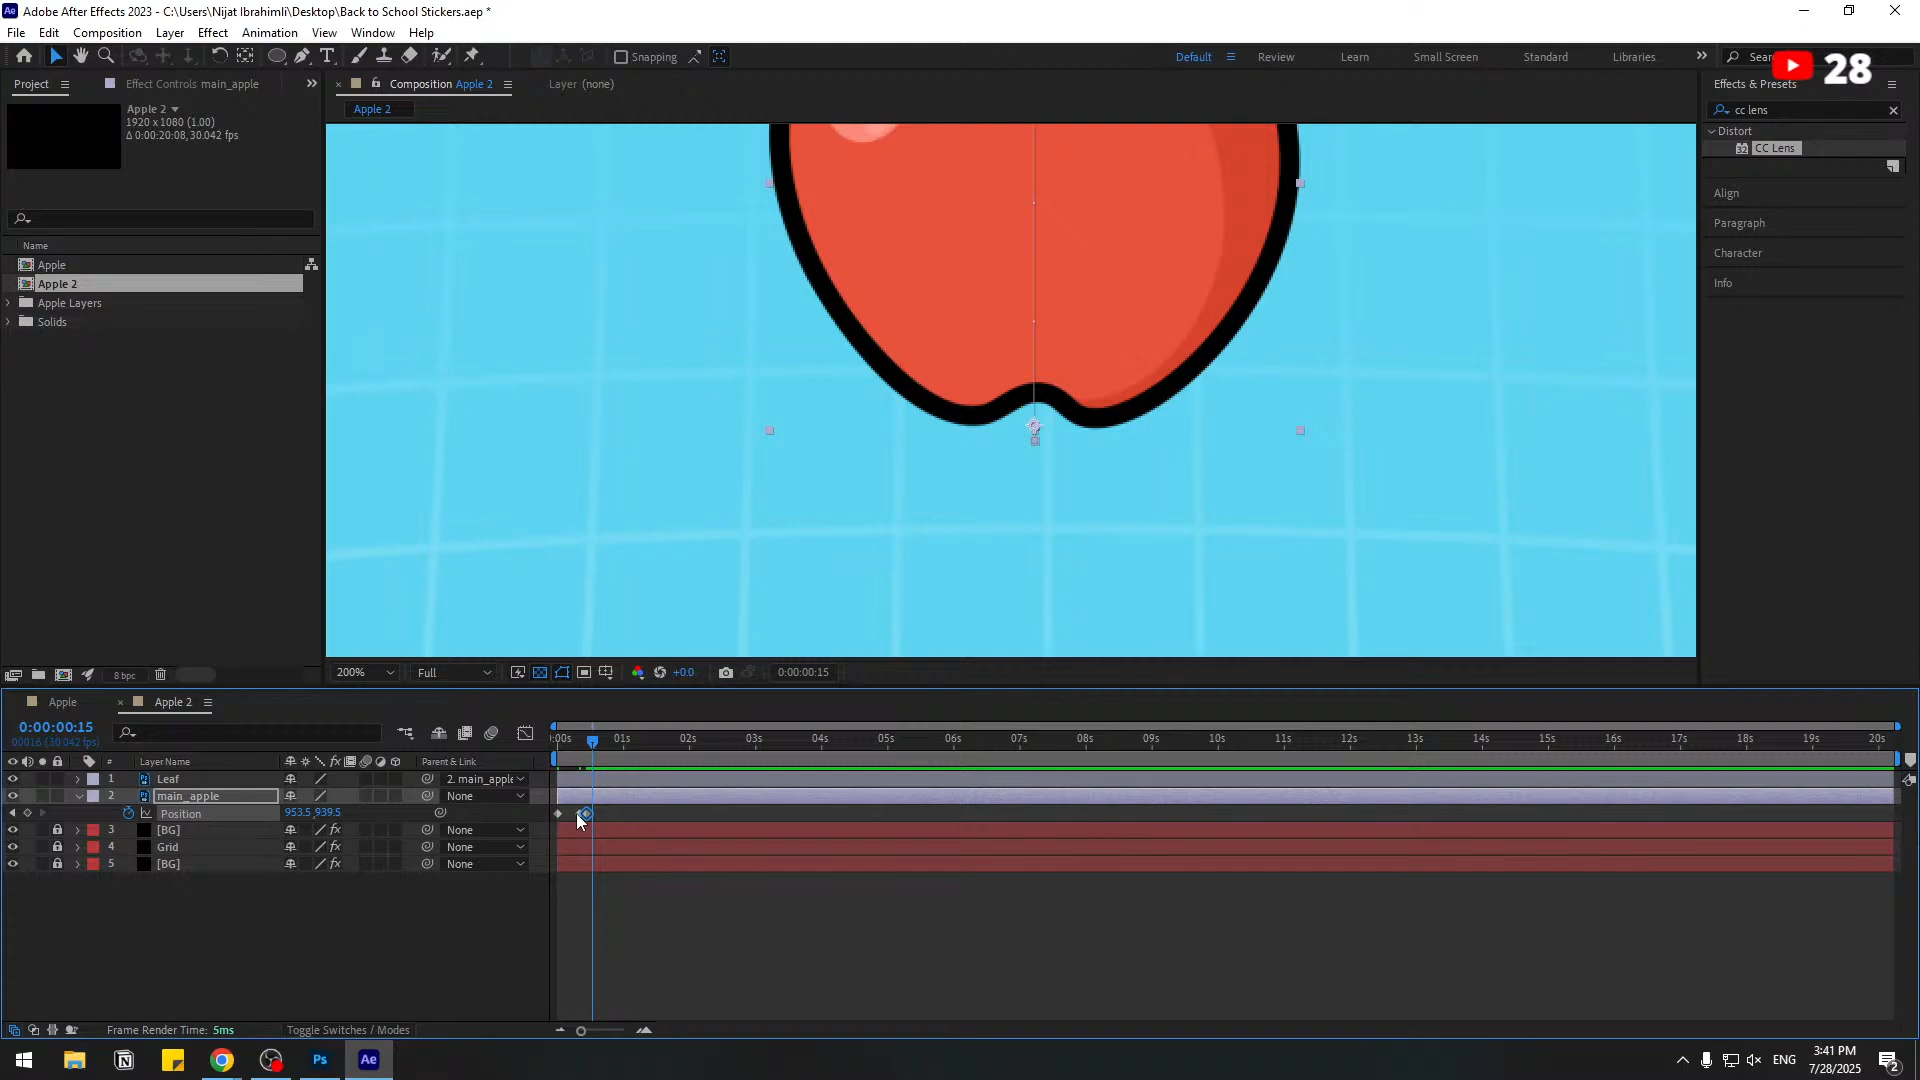 Adobe After Effects 2023 - C:\Users\Nijat Ibrahimli\Desktop\Back to School Stickers.aep *
File Edit Composition Layer Effect Animation View Window Help
Snapping
Default Review Learn Small Screen Standard Libraries
28
Project Effect Controls main_apple
Composition Apple 2
Layer (none)
Effects & Presets
Apple 2
1920 x 1080 (1.00)
Δ 0:00:20:08, 30.042 fps
Apple 2
cc lens
Distort
CC Lens
Align
Paragraph
Character
Info
Name
Apple
Apple 2
Apple Layers
Solids
8 bpc
200%
Full
+0.0
0:00:00:15
Apple
Apple 2
0:00:00:15
00016 (30.042 fps)
:00s 01s 02s 03s 04s 05s 06s 07s 08s 09s 10s 11s 12s 13s 14s 15s 16s 17s 18s 19s 20s
# Layer Name Parent & Link
1 Leaf 2. main_apple
2 main_apple None
Position 953.5,939.5
3 [BG] None
4 Grid None
5 [BG] None
Frame Render Time: 5ms
Toggle Switches / Modes
Ps
Ae
ENG
3:41 PM
7/28/2025
2